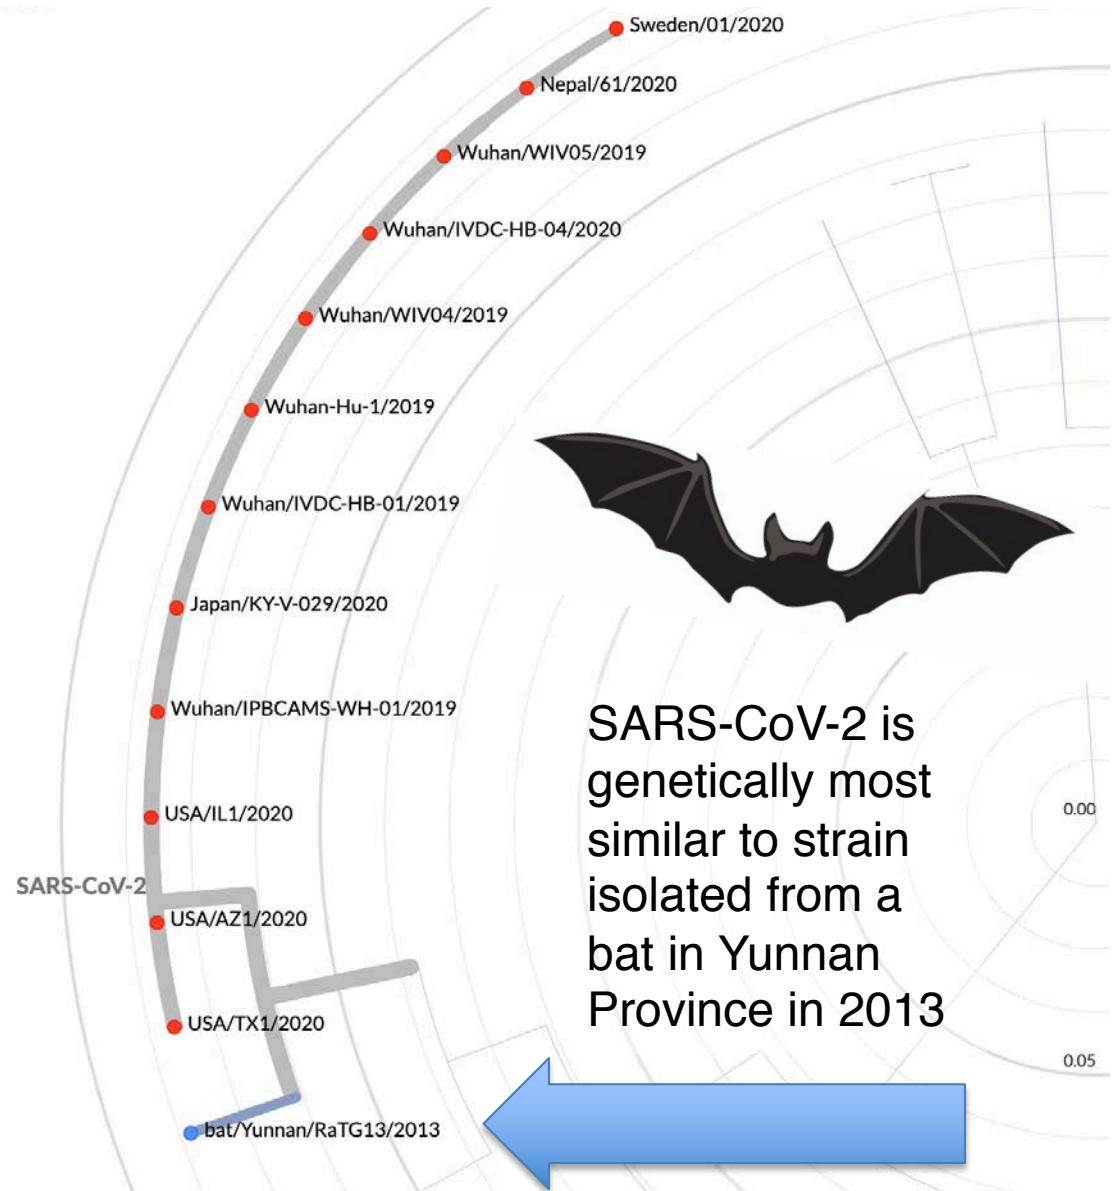 Sweden/01/2020
Nepal/61/2020
Wuhan/WIV05/2019
Wuhan/IVDC-HB-04/2020
Wuhan/WIV04/2019
Wuhan-Hu-1/2019
Wuhan/IVDC-HB-01/2019
Japan/KY-V-029/2020
Wuhan/IPBCAMS-WH-01/2019
USA/IL1/2020
SARS-CoV-2
USA/AZ1/2020
USA/TX1/2020
bat/Yunnan/RaTG13/2013
SARS-CoV-2 is
genetically most
similar to strain
isolated from a
bat in Yunnan
Province in 2013
0.00
0.05